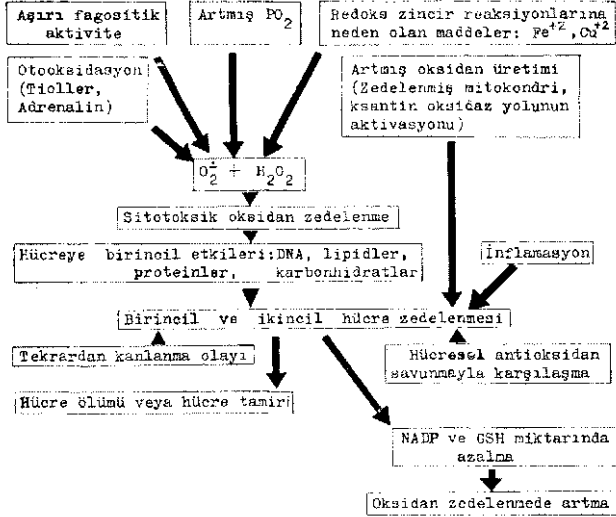 Aşırı fagositik
aktivite
Artmış PO2
Redoks zincir reaksiyonlarına
neden olan maddeler: Fe+2, Cu+2
Otooksidasyon
(Tioller,
Adrenalin)
Artmış oksidan üretimi
(Zedelenmiş mitokondri,
ksantin oksidaz yolunun
aktivasyonu)
O2∸ + H2O2
Sitotoksik oksidan zedelenme
Hücreye birincil etkileri: DNA, lipidler,
proteinler, karbonhidratlar
İnflamasyon
Birincil ve ikincil hücre zedelenmesi
Tekrardan kanlanma olayı
Hücresel antioksidan
savunmayla karşılaşma
Hücre ölümü veya hücre tamiri
NADP ve GSH miktarında
azalma
Oksidan zedelenmede artma